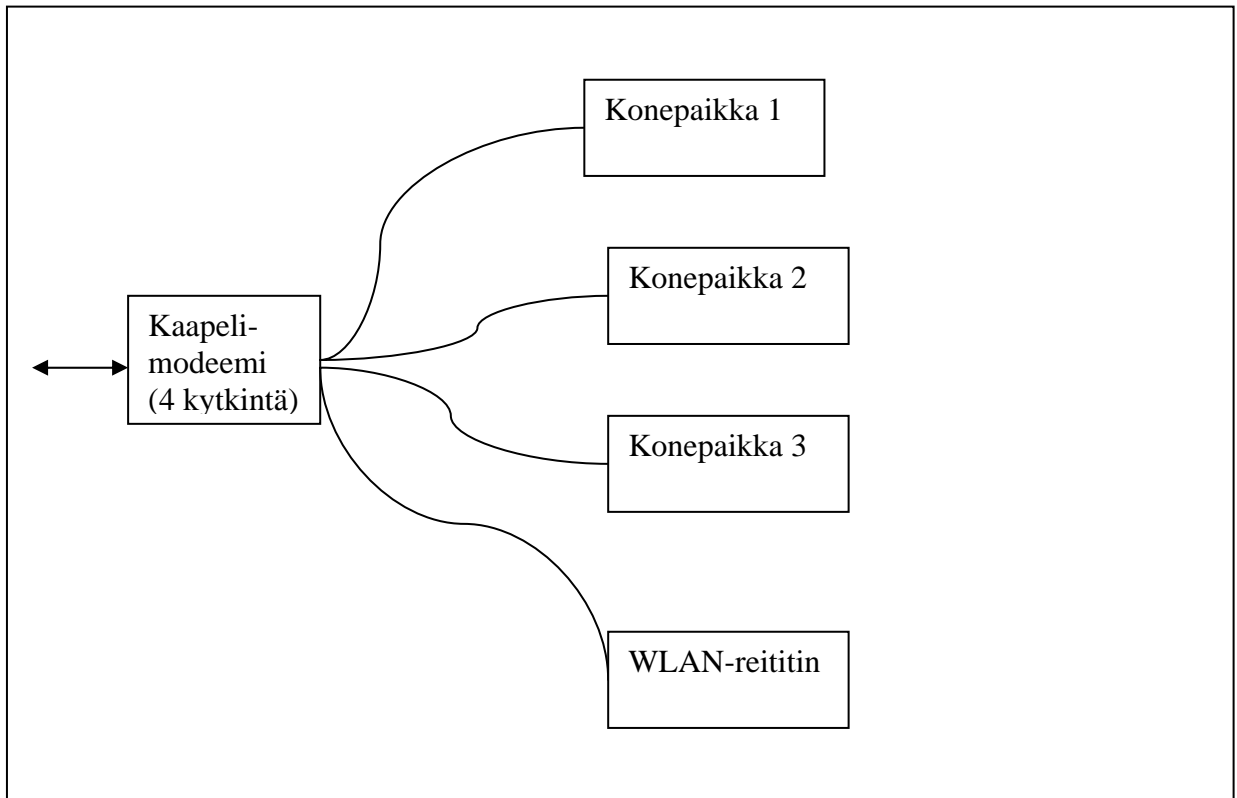 Konepaikka 1
Konepaikka 2
Kaapeli-
modeemi
(4 kytkintä)
Konepaikka 3
WLAN-reititin